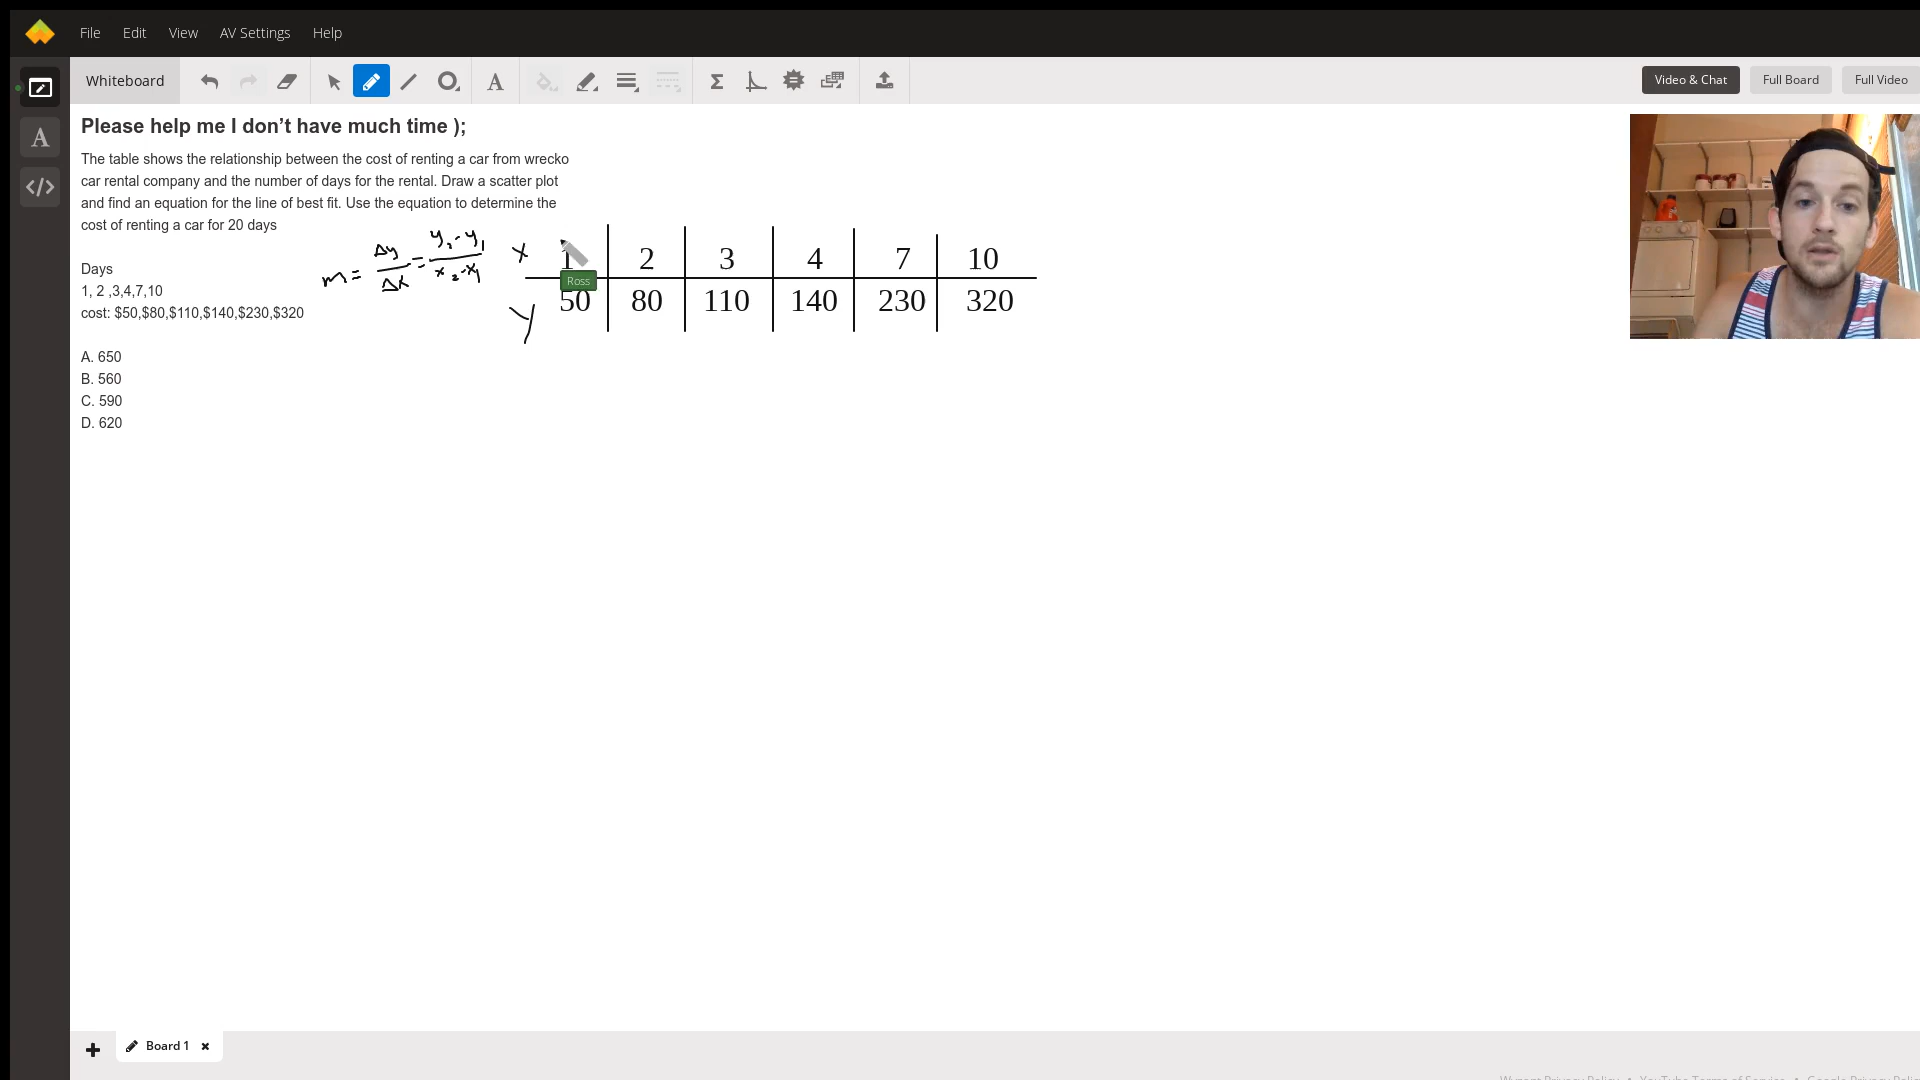 File Edit View AV Settings Help
Whiteboard
A
Σ
Video & Chat Full Board Full Video
A
</>
Please help me I don’t have much time );
The table shows the relationship between the cost of renting a car from wrecko
car rental company and the number of days for the rental. Draw a scatter plot
and find an equation for the line of best fit. Use the equation to determine the
cost of renting a car for 20 days
Days
1, 2 ,3,4,7,10
cost: $50,$80,$110,$140,$230,$320
A. 650
B. 560
C. 590
D. 620
m = Δy/Δx = y₂-y₁/x₂-x₁
x 1 2 3 4 7 10
Ross
y 50 80 110 140 230 320
Board 1